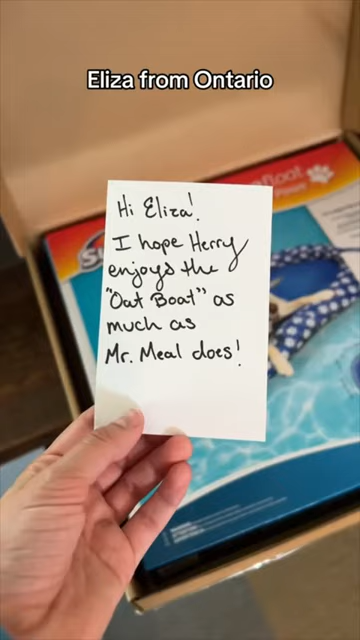 Eliza from Ontario
Hi Eliza!
I hope Herry
enjoys the
"Oat Boat" as
much as
Mr. Meal does!